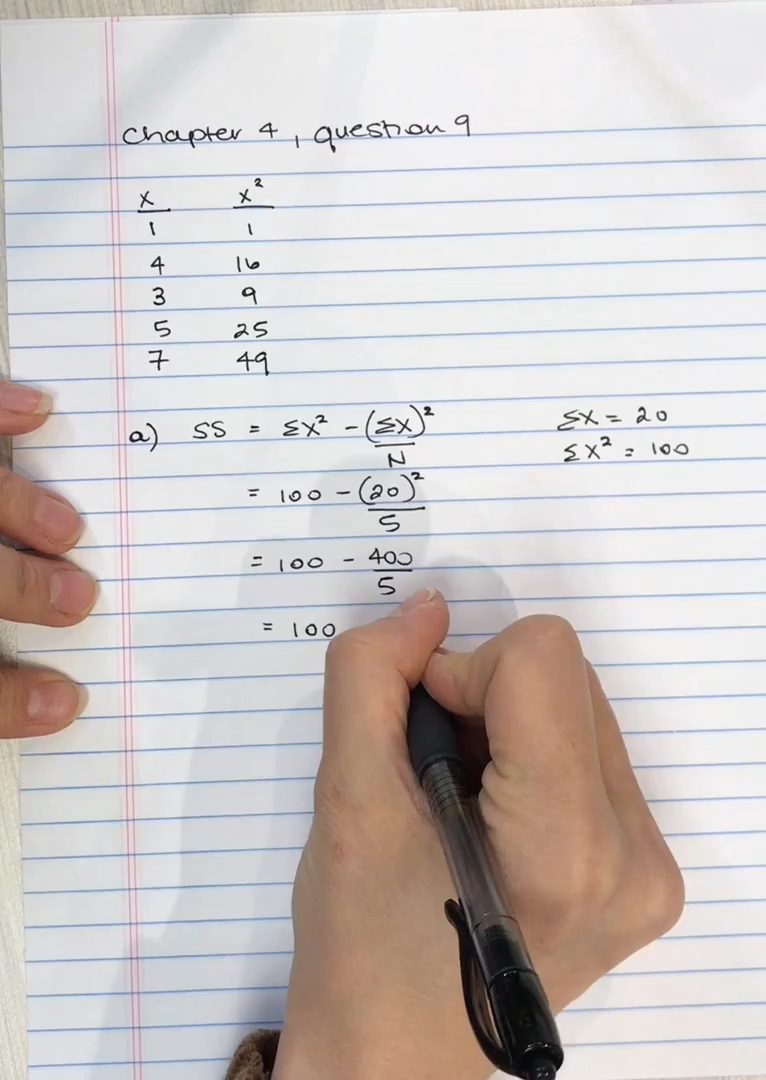 Chapter 4, question 9
X X²
1 1
4 16
3 9
5 25
7 49
a) SS = ΣX² - (ΣX)²/N
ΣX = 20
ΣX² = 100
= 100 - (20)²/5
= 100 - 400/5
= 100